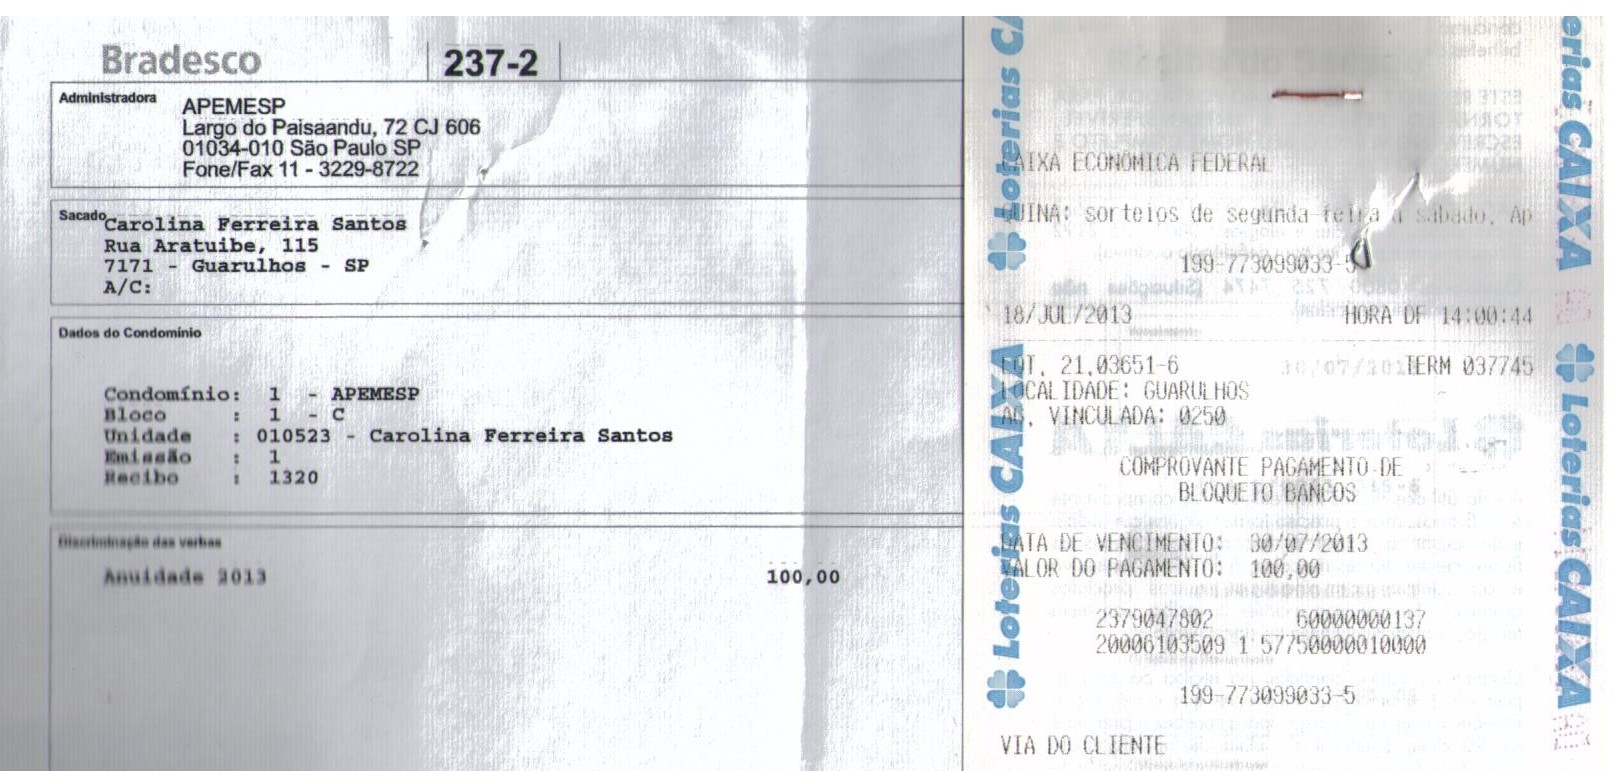 Bradesco 237-2
Administradora
APEMESP
Largo do Paisaandu, 72 CJ 606
01034-010 São Paulo SP
Fone/Fax 11 - 3229-8722
Sacado
Carolina Ferreira Santos
Rua Aratuibe, 115
7171 - Guarulhos - SP
A/C:
Dados do Condomínio
Condomínio: 1 - APEMESP
Bloco : 1 - C
Unidade : 010523 - Carolina Ferreira Santos
Emissão : 1
Recibo : 1320
Discriminação das verbas
Anuidade 2013 100,00
CAIXA ECONÔMICA FEDERAL
QUINA: sorteios de segunda-feira a sábado. Ap
199-773099033-5
18/JUL/2013 HORA DF 14:00:44
LOT. 21.03651-6 TERM 037745
LOCALIDADE: GUARULHOS
AG. VINCULADA: 0250
COMPROVANTE PAGAMENTO DE
BLOQUETO BANCOS
DATA DE VENCIMENTO: 30/07/2013
VALOR DO PAGAMENTO: 100,00
2379047802 60000000137
20006103509 1 57750000010000
199-773099033-5
VIA DO CLIENTE
Loterias CAIXA
Loterias CAIXA
Loterias CAIXA